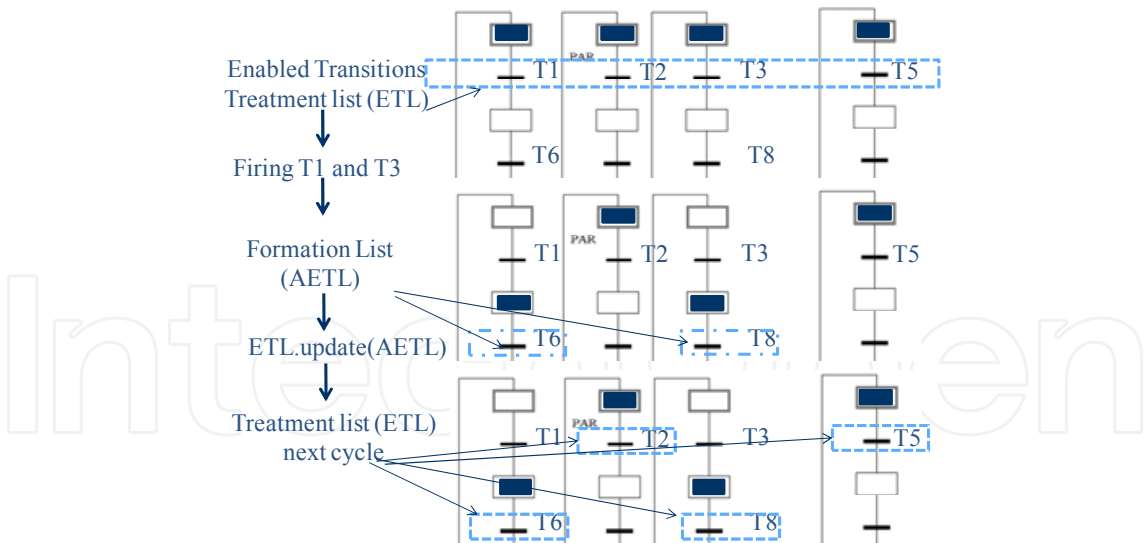 PAR
Enabled Transitions
Treatment list (ETL)
T1 T2 T3 T5
T6 T8
Firing T1 and T3
Formation List
(AETL)
PAR
T1 T2 T3 T5
ETL.update(AETL)
T6 T8
Treatment list (ETL)
next cycle
PAR
T1 T2 T3 T5
T6 T8